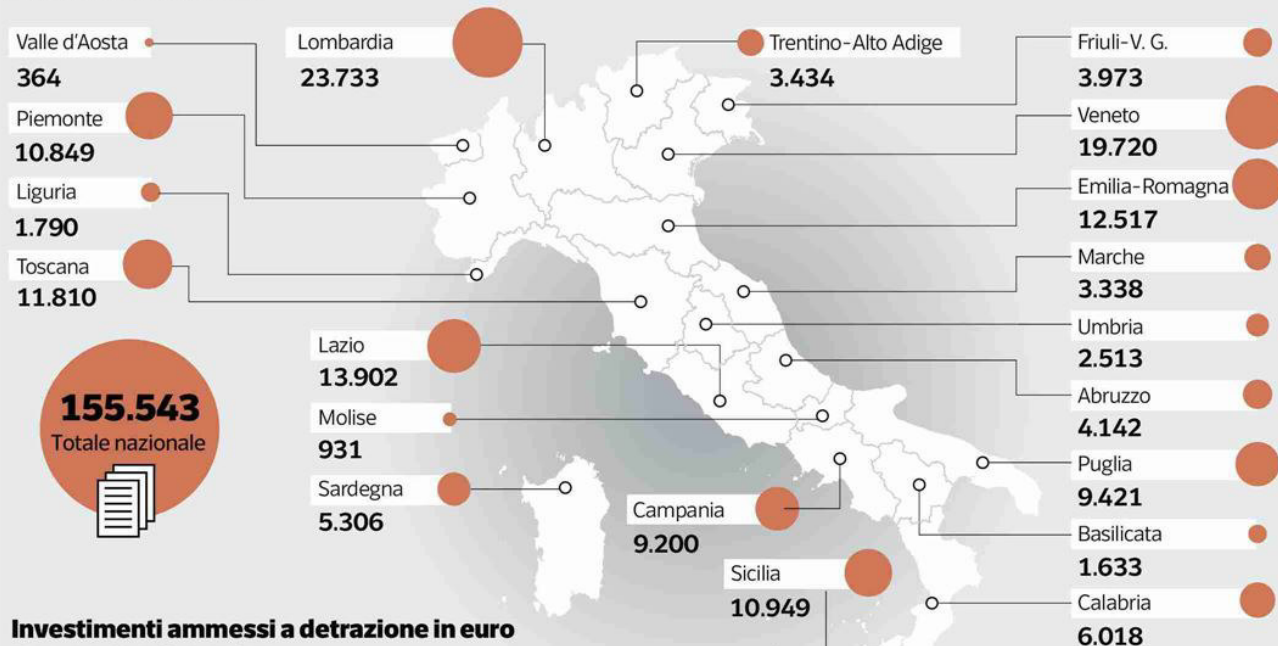 Valle d'Aosta
364
Piemonte
10.849
Liguria
1.790
Toscana
11.810
Lombardia
23.733
Trentino-Alto Adige
3.434
Friuli-V. G.
3.973
Veneto
19.720
Emilia-Romagna
12.517
Marche
3.338
Umbria
2.513
Abruzzo
4.142
Puglia
9.421
Basilicata
1.633
Calabria
6.018
Lazio
13.902
Molise
931
Sardegna
5.306
Campania
9.200
Sicilia
10.949
155.543
Totale nazionale
Investimenti ammessi a detrazione in euro